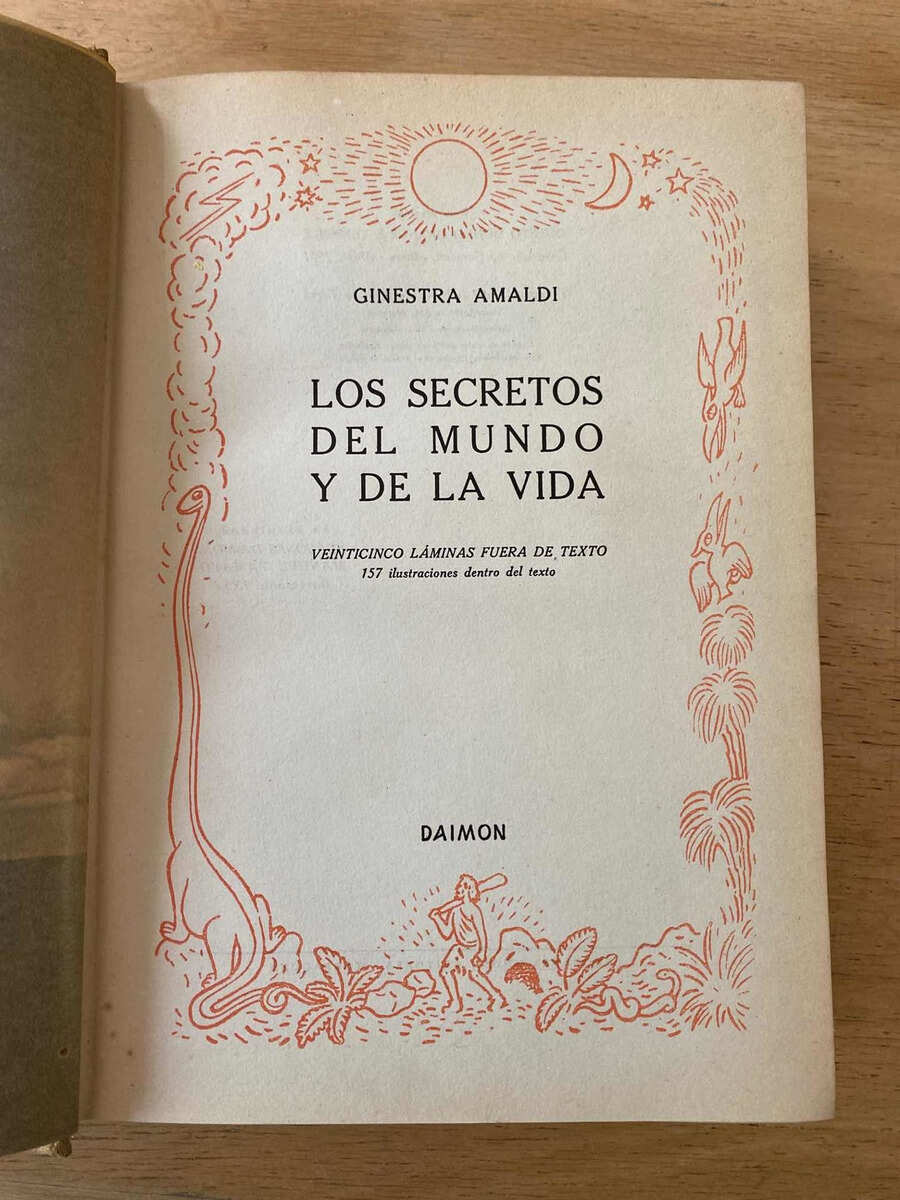 GINESTRA AMALDI
LOS SECRETOS
DEL MUNDO
Y DE LA VIDA
VEINTICINCO LÁMINAS FUERA DE TEXTO
157 ilustraciones dentro del texto
DAIMON